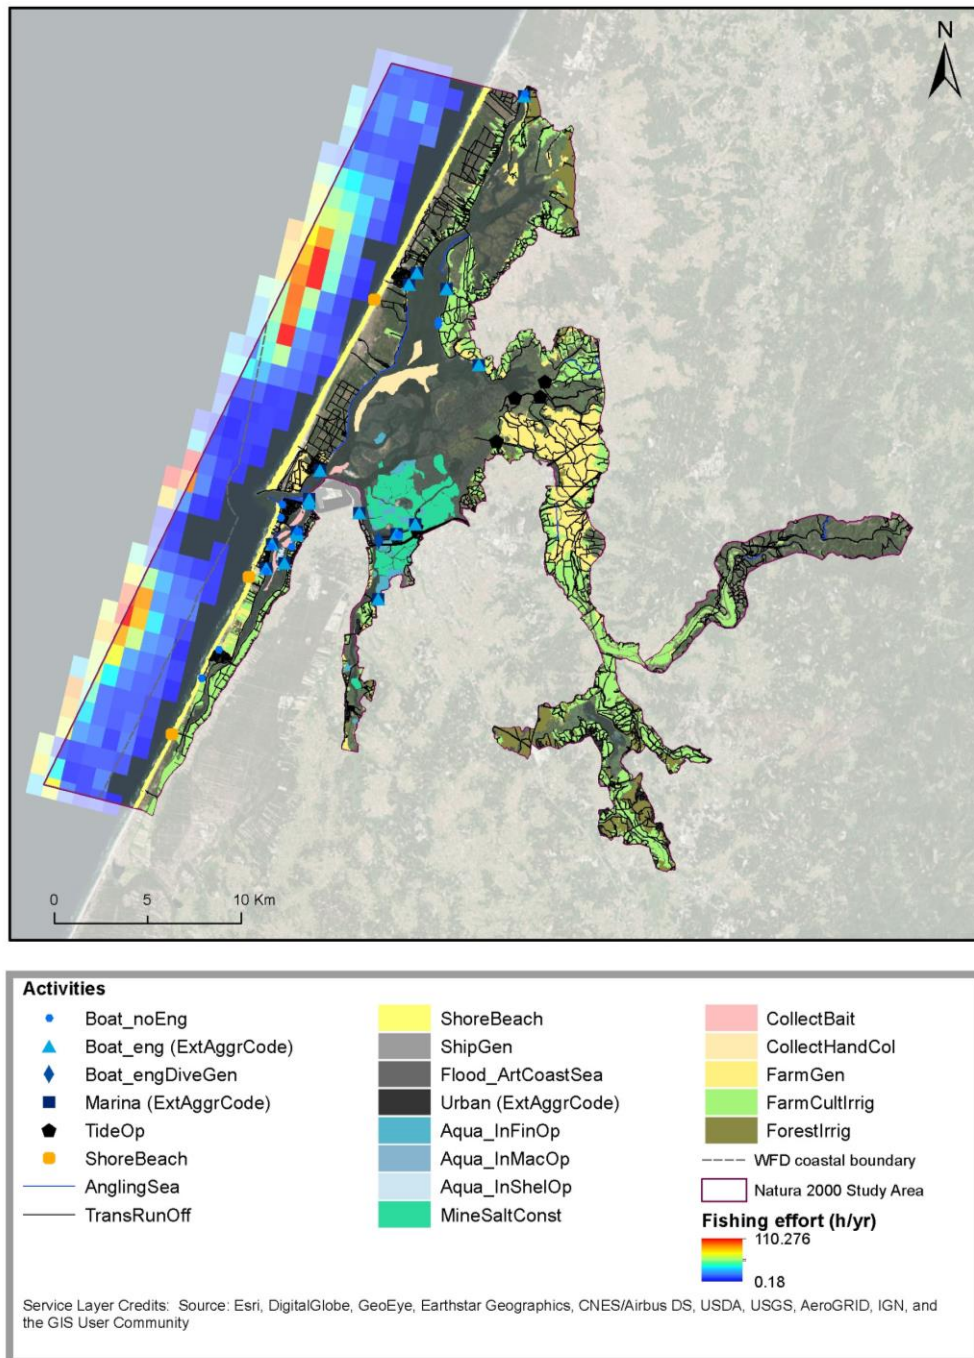 N
0 5 10 Km
Activities
Boat_noEng
Boat_eng (ExtAggrCode)
Boat_engDiveGen
Marina (ExtAggrCode)
TideOp
ShoreBeach
AnglingSea
TransRunOff
ShoreBeach
ShipGen
Flood_ArtCoastSea
Urban (ExtAggrCode)
Aqua_InFinOp
Aqua_InMacOp
Aqua_InShelOp
MineSaltConst
CollectBait
CollectHandCol
FarmGen
FarmCultIrrig
ForestIrrig
WFD coastal boundary
Natura 2000 Study Area
Fishing effort (h/yr)
110.276
0.18
Service Layer Credits: Source: Esri, DigitalGlobe, GeoEye, Earthstar Geographics, CNES/Airbus DS, USDA, USGS, AeroGRID, IGN, and
the GIS User Community